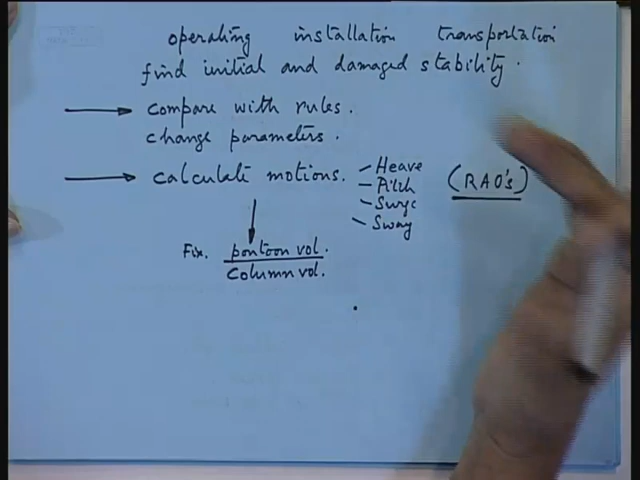 operating installation transportation
find initial and damaged stability.
→ compare with rules.
change parameters.
→ calculate motions. – Heave (RAO's)
– Pitch
– Surge
– Sway
Fix. pontoon vol.
Column vol.